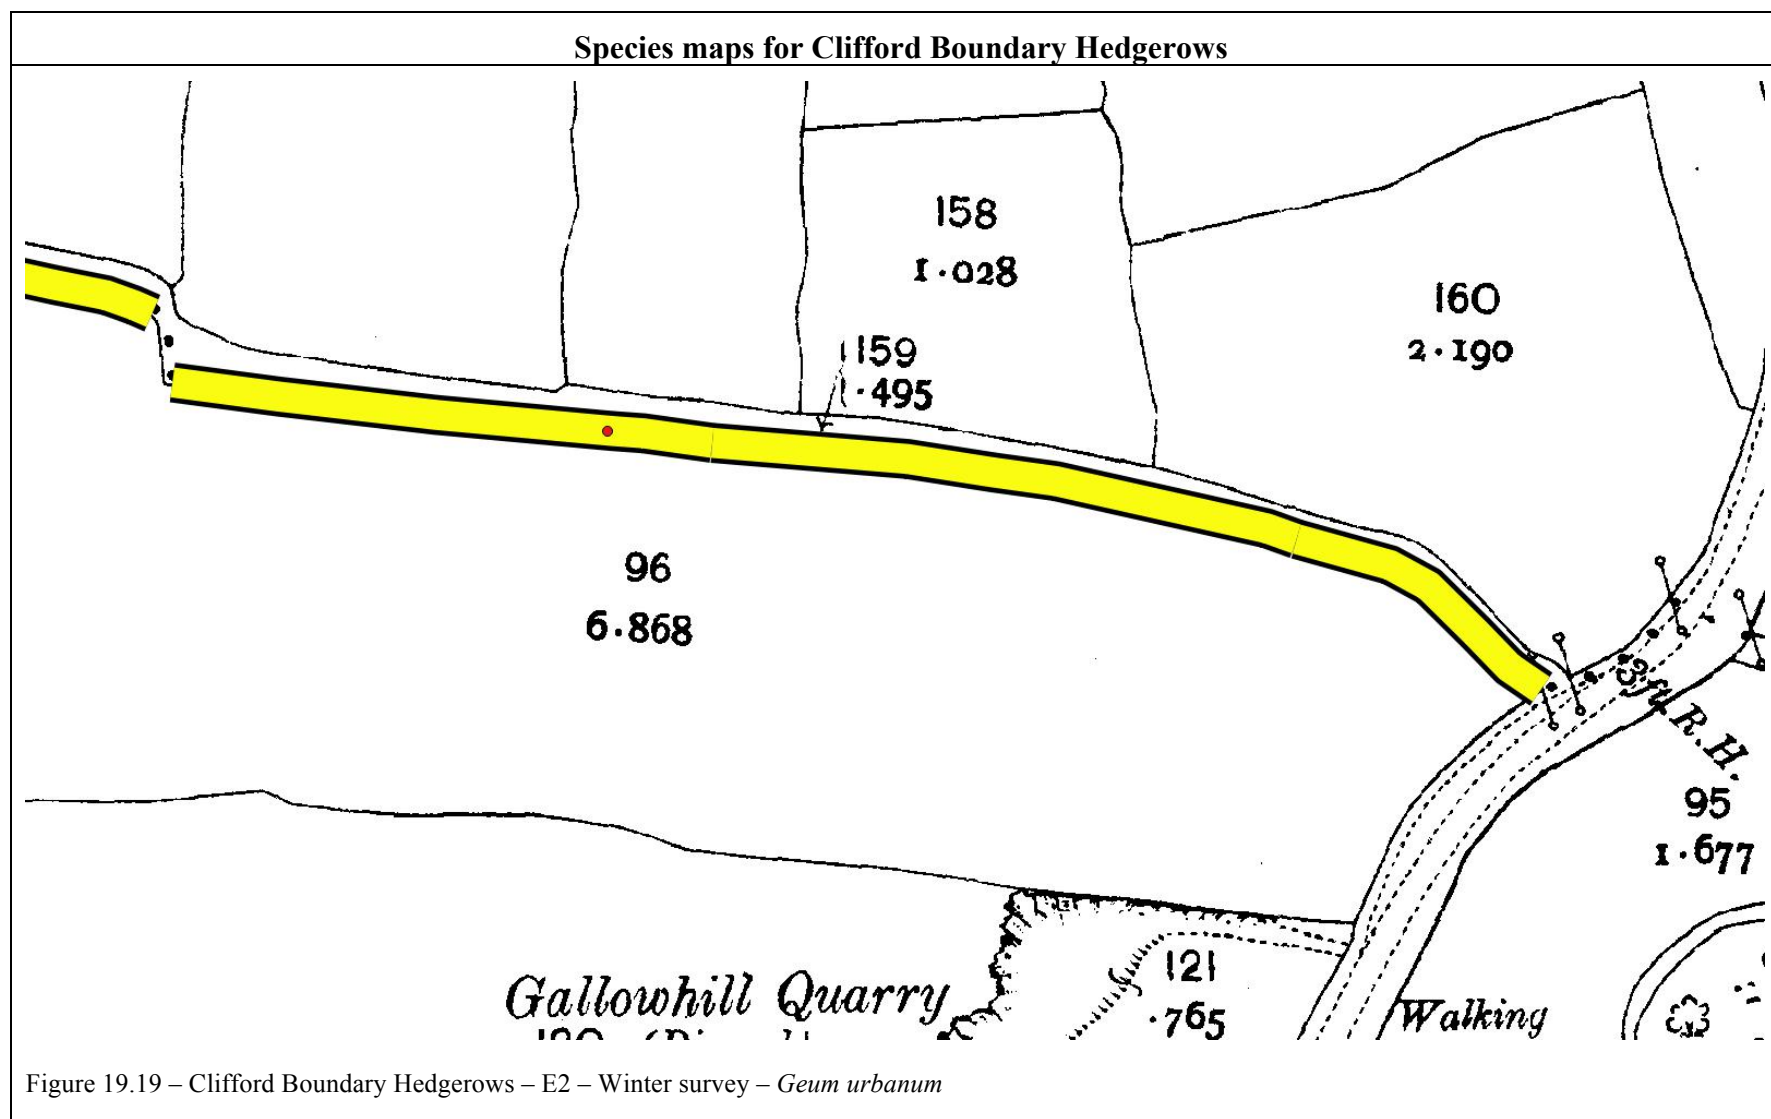 Species maps for Clifford Boundary Hedgerows
158
1·028
159
·495
160
2·190
96
6·868
3ft. R.H.
95
1·677
121
·765
Gallowhill Quarry
Walking
Figure 19.19 – Clifford Boundary Hedgerows – E2 – Winter survey – Geum urbanum